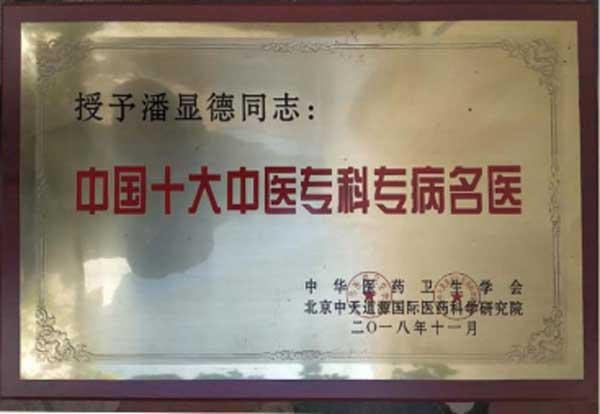 授予潘显德同志：
中国十大中医专科专病名医
中华医药卫生学会
北京中天道源国际医药科学研究院
二〇一八年十一月